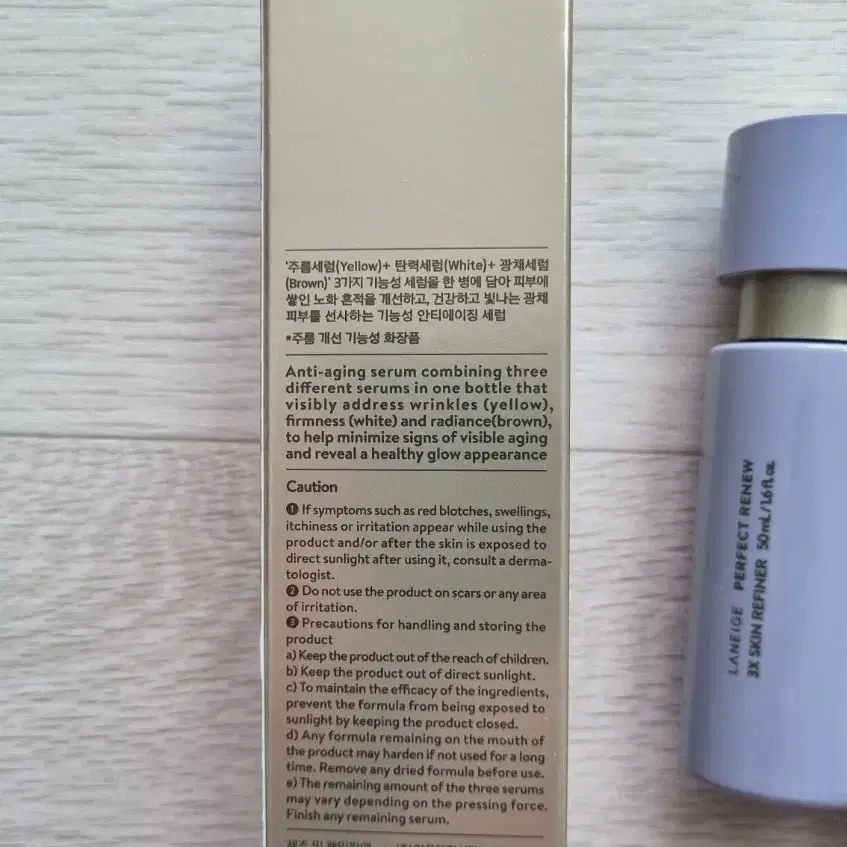 '주름세럼(Yellow)+ 탄력세럼(White)+ 광채세럼
(Brown)' 3가지 기능성 세럼을 한 병에 담아 피부에
쌓인 노화 흔적을 개선하고, 건강하고 빛나는 광채
피부를 선사하는 기능성 안티에이징 세럼
*주름 개선 기능성 화장품
Anti-aging serum combining three
different serums in one bottle that
visibly address wrinkles (yellow),
firmness (white) and radiance(brown),
to help minimize signs of visible aging
and reveal a healthy glow appearance
Caution
❶ If symptoms such as red blotches, swellings,
itchiness or irritation appear while using the
product and/or after the skin is exposed to
direct sunlight after using it, consult a derma-
tologist.
❷ Do not use the product on scars or any area
of irritation.
❸ Precautions for handling and storing the
product
a) Keep the product out of the reach of children.
b) Keep the product out of direct sunlight.
c) To maintain the efficacy of the ingredients,
prevent the formula from being exposed to
sunlight by keeping the product closed.
d) Any formula remaining on the mouth of
the product may harden if not used for a long
time. Remove any dried formula before use.
e) The remaining amount of the three serums
may vary depending on the pressing force.
Finish any remaining serum.
LANEIGE PERFECT RENEW
3X SKIN REFINER 50 mL / 1.6 fl. oz.